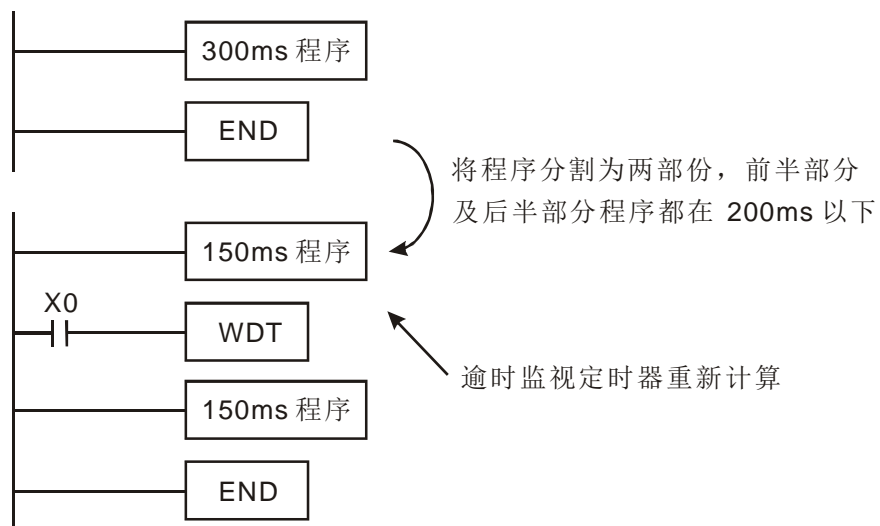 300ms 程序
END
将程序分割为两部份，前半部分
及后半部分程序都在 200ms 以下
150ms 程序
X0
WDT
逾时监视定时器重新计算
150ms 程序
END